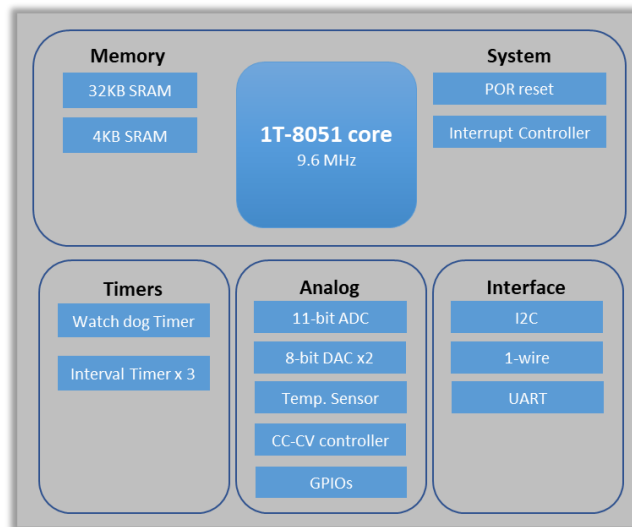 Memory
32KB SRAM
4KB SRAM
1T-8051 core
9.6 MHz
System
POR reset
Interrupt Controller
Timers
Watch dog Timer
Interval Timer x 3
Analog
11-bit ADC
8-bit DAC x2
Temp. Sensor
CC-CV controller
GPIOs
Interface
I2C
1-wire
UART